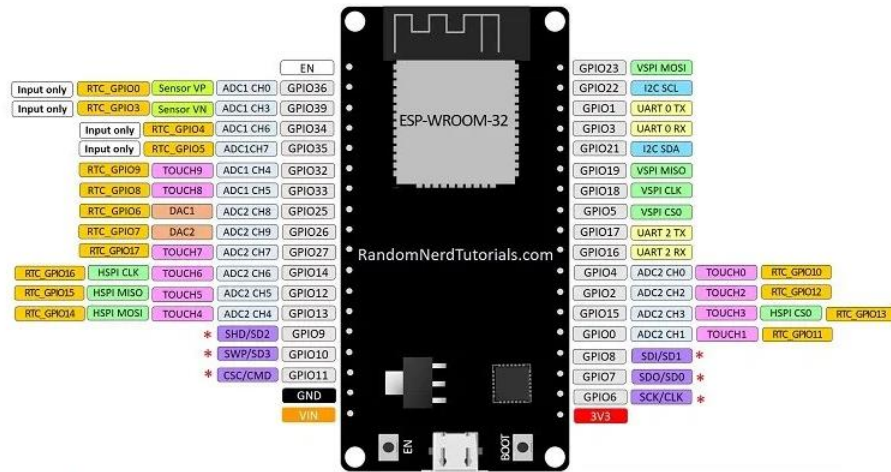 EN GPIO23 VSPI MOSI
Input only RTC_GPIO0 Sensor VP ADC1 CH0 GPIO36 GPIO22 I2C SCL
Input only RTC_GPIO3 Sensor VN ADC1 CH3 GPIO39 GPIO1 UART 0 TX
Input only RTC_GPIO4 ADC1 CH6 GPIO34 ESP-WROOM-32 GPIO3 UART 0 RX
Input only RTC_GPIO5 ADC1CH7 GPIO35 GPIO21 I2C SDA
RTC_GPIO9 TOUCH9 ADC1 CH4 GPIO32 GPIO19 VSPI MISO
RTC_GPIO8 TOUCH8 ADC1 CH5 GPIO33 GPIO18 VSPI CLK
RTC_GPIO6 DAC1 ADC2 CH8 GPIO25 GPIO5 VSPI CS0
RTC_GPIO7 DAC2 ADC2 CH9 GPIO26 GPIO17 UART 2 TX
RTC_GPIO17 TOUCH7 ADC2 CH7 GPIO27 RandomNerdTutorials.com GPIO16 UART 2 RX
RTC_GPIO16 HSPI CLK TOUCH6 ADC2 CH6 GPIO14 GPIO4 ADC2 CH0 TOUCH0 RTC_GPIO10
RTC_GPIO15 HSPI MISO TOUCH5 ADC2 CH5 GPIO12 GPIO2 ADC2 CH2 TOUCH2 RTC_GPIO12
RTC_GPIO14 HSPI MOSI TOUCH4 ADC2 CH4 GPIO13 GPIO15 ADC2 CH3 TOUCH3 HSPI CS0 RTC_GPIO13
* SHD/SD2 GPIO9 GPIO0 ADC2 CH1 TOUCH1 RTC_GPIO11
* SWP/SD3 GPIO10 GPIO8 SDI/SD1 *
* CSC/CMD GPIO11 GPIO7 SDO/SD0 *
GND GPIO6 SCK/CLK *
VIN 3V3
EN BOOT